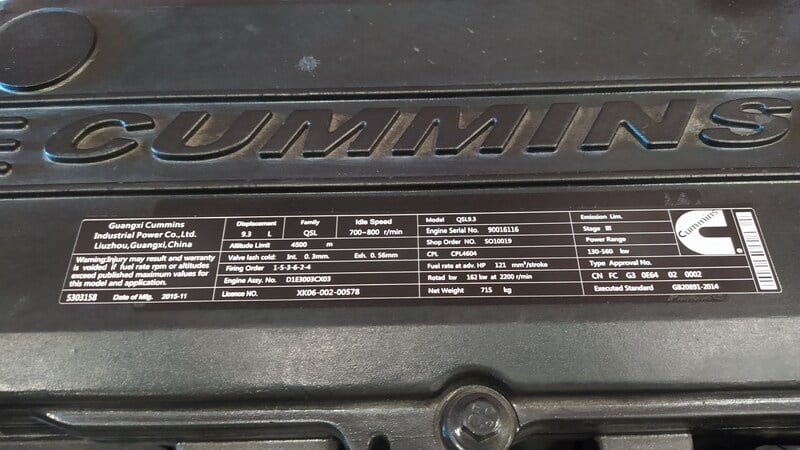 CUMMINS
Guangxi Cummins
Industrial Power Co.,Ltd.
Liuzhou,Guangxi,China
Warning:Injury may result and warranty
is voided if fuel rate rpm or altitudes
exceed published maximum values for
this model and application.
5303158 Date of Mfg. 2015-11
Displacement Family Idle Speed
9.3 L QSL 700~800 r/min
Altitude Limit 4500 m
Valve lash cold: Int. 0.3mm. Exh. 0.56mm
Firing Order 1-5-3-6-2-4
Engine Assy. No. D1E3003CX03
Licence NO. XK06-002-00578
Model QSL9.3
Engine Serial No. 90016116
Shop Order NO. SO10019
CPL CPL4604
Fuel rate at adv. HP 121 mm³/stroke
Rotad kw 162 kw at 2200 r/min
Net Weight 715 kg
Emission Lim.
Stage III
Power Range
130-560 kw
Type Approval No.
CN FC G3 0E64 02 0002
Executed Standard GB20891-2014
Cummins